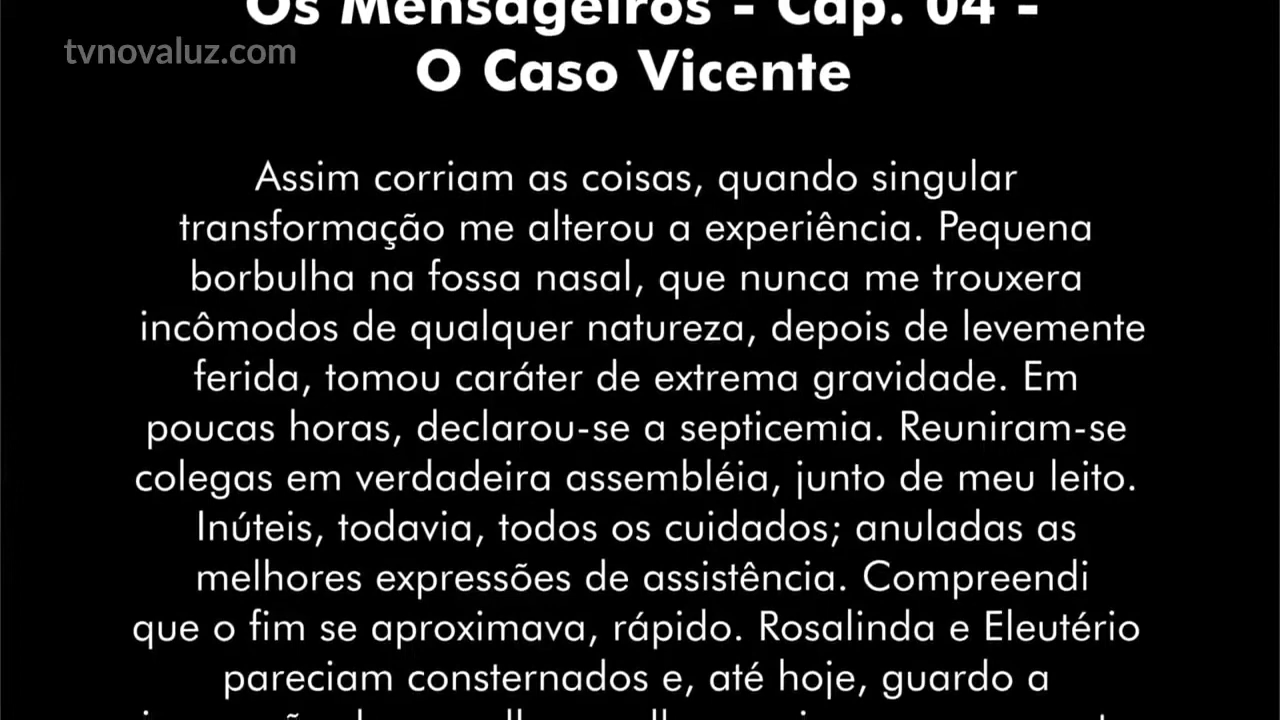 Os Mensageiros - Cap. 04 -
tvnovaluz.com
O Caso Vicente
Assim corriam as coisas, quando singular
transformação me alterou a experiência. Pequena
borbulha na fossa nasal, que nunca me trouxera
incômodos de qualquer natureza, depois de levemente
ferida, tomou caráter de extrema gravidade. Em
poucas horas, declarou-se a septicemia. Reuniram-se
colegas em verdadeira assembléia, junto de meu leito.
Inúteis, todavia, todos os cuidados; anuladas as
melhores expressões de assistência. Compreendi
que o fim se aproximava, rápido. Rosalinda e Eleutério
pareciam consternados e, até hoje, guardo a